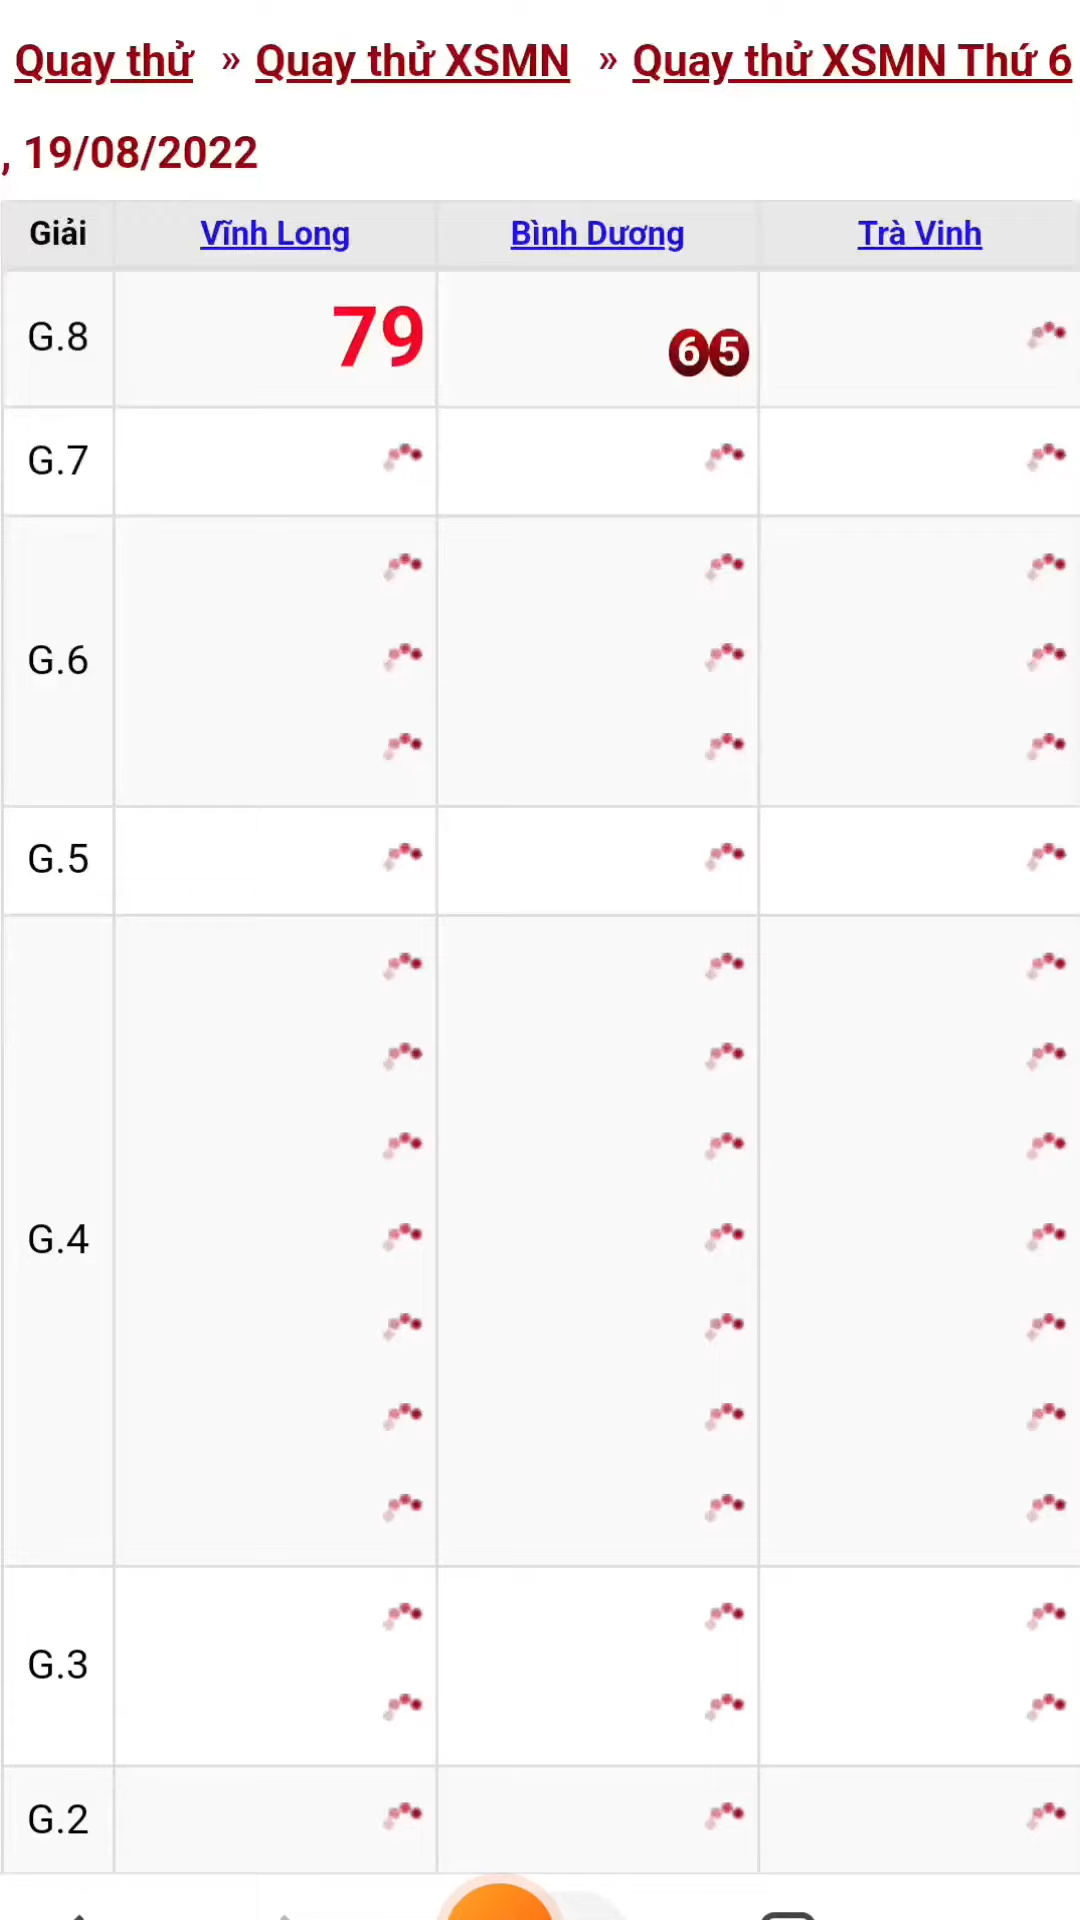 Quay thử » Quay thử XSMN » Quay thử XSMN Thứ 6
, 19/08/2022
Giải Vĩnh Long Bình Dương Trà Vinh
G.8 79 65
G.7
G.6
G.5
G.4
G.3
G.2